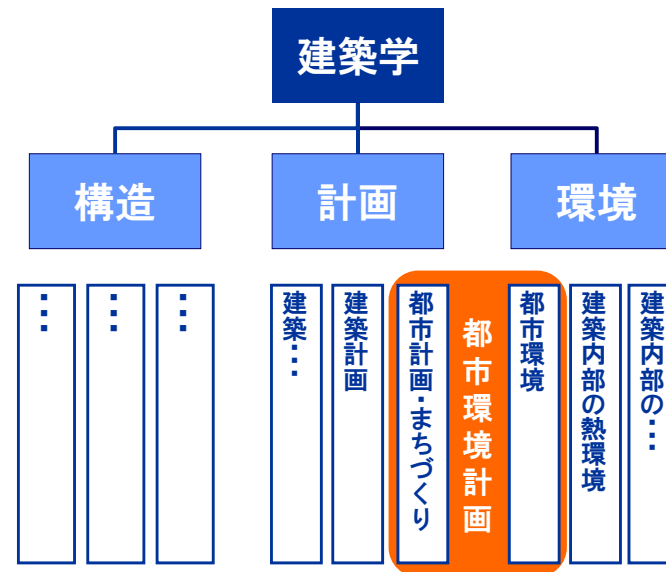 建築学
構造
計画
環境
・・・
・・・
・・・
建築・・・
建築計画
都市計画・まちづくり
都市環境計画
都市環境
建築内部の熱環境
建築内部の・・・